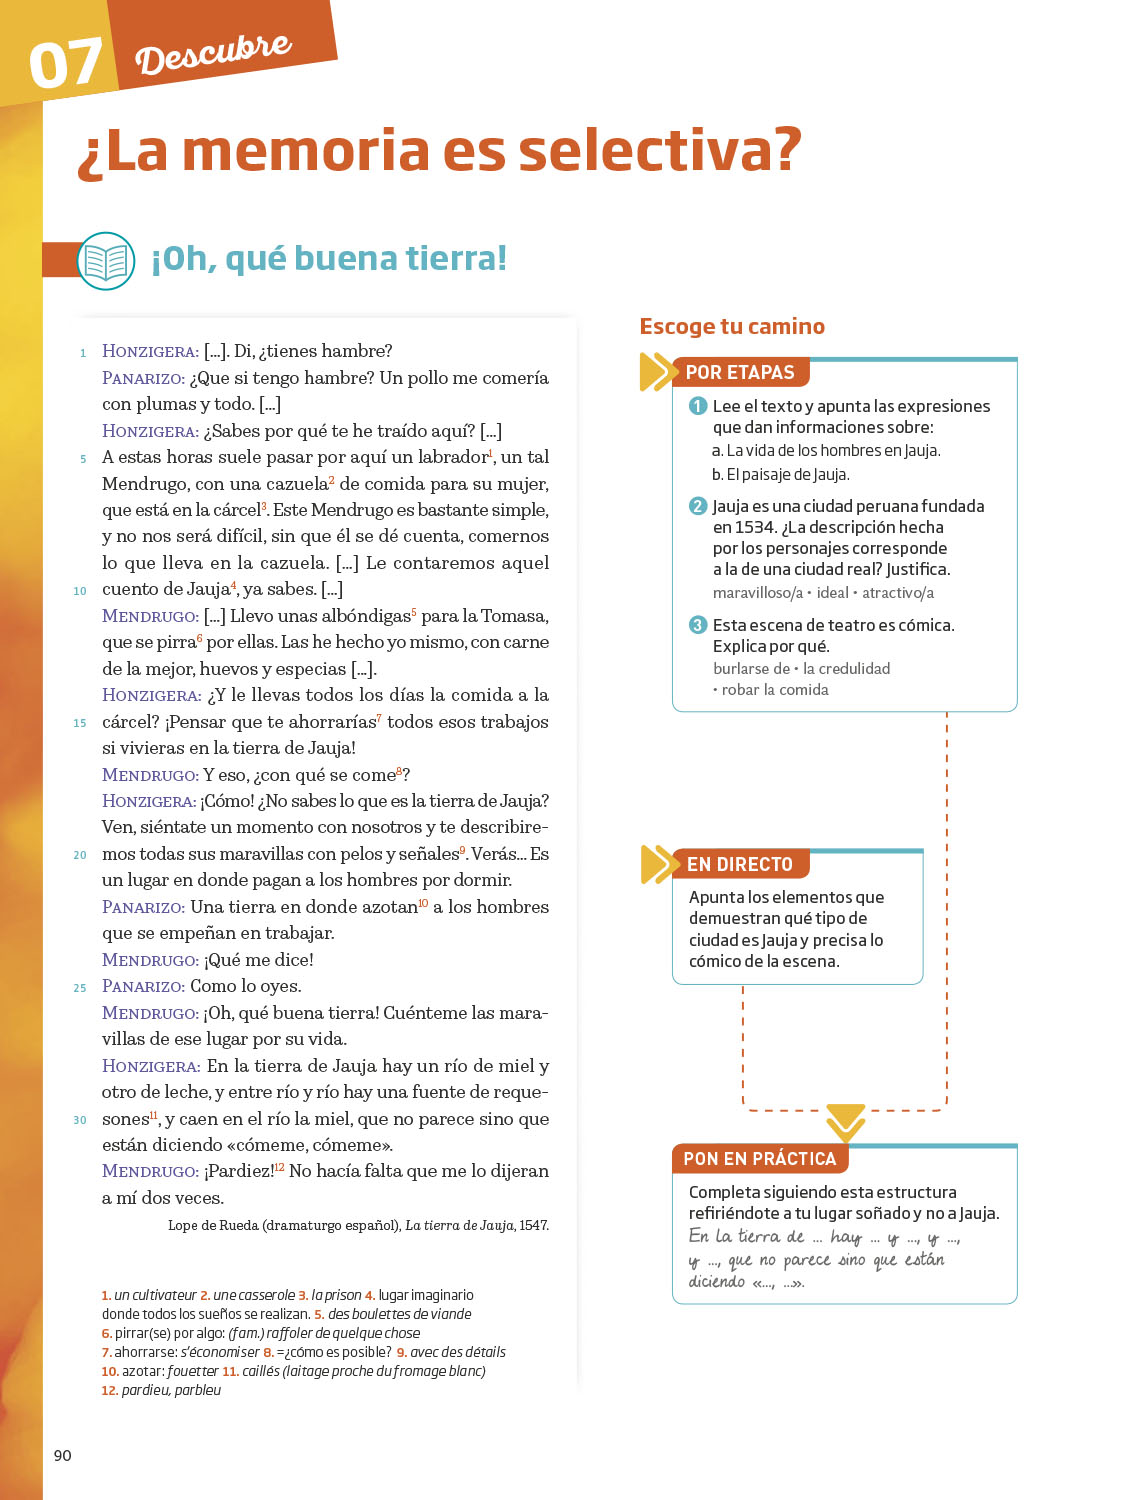 07 Descubre
¿La memoria es selectiva?
¡Oh, qué buena tierra!
1 HONZIGERA: [...]. Di, ¿tienes hambre?
PANARIZO: ¿Que si tengo hambre? Un pollo me comería
con plumas y todo. [...]
HONZIGERA: ¿Sabes por qué te he traído aquí? [...]
5 A estas horas suele pasar por aquí un labrador1, un tal
Mendrugo, con una cazuela2 de comida para su mujer,
que está en la cárcel3. Este Mendrugo es bastante simple,
y no nos será difícil, sin que él se dé cuenta, comernos
lo que lleva en la cazuela. [...] Le contaremos aquel
10 cuento de Jauja4, ya sabes. [...]
MENDRUGO: [...] Llevo unas albóndigas5 para la Tomasa,
que se pirra6 por ellas. Las he hecho yo mismo, con carne
de la mejor, huevos y especias [...].
HONZIGERA: ¿Y le llevas todos los días la comida a la
15 cárcel? ¡Pensar que te ahorrarías7 todos esos trabajos
si vivieras en la tierra de Jauja!
MENDRUGO: Y eso, ¿con qué se come8?
HONZIGERA: ¡Cómo! ¿No sabes lo que es la tierra de Jauja?
Ven, siéntate un momento con nosotros y te describire-
20 mos todas sus maravillas con pelos y señales9. Verás... Es
un lugar en donde pagan a los hombres por dormir.
PANARIZO: Una tierra en donde azotan10 a los hombres
que se empeñan en trabajar.
MENDRUGO: ¡Qué me dice!
25 PANARIZO: Como lo oyes.
MENDRUGO: ¡Oh, qué buena tierra! Cuénteme las mara-
villas de ese lugar por su vida.
HONZIGERA: En la tierra de Jauja hay un río de miel y
otro de leche, y entre río y río hay una fuente de reque-
30 sones11, y caen en el río la miel, que no parece sino que
están diciendo «cómeme, cómeme».
MENDRUGO: ¡Pardiez!12 No hacía falta que me lo dijeran
a mí dos veces.
Lope de Rueda (dramaturgo español), La tierra de Jauja, 1547.
1. un cultivateur 2. une casserole 3. la prison 4. lugar imaginario
donde todos los sueños se realizan. 5. des boulettes de viande
6. pirrar(se) por algo: (fam.) raffoler de quelque chose
7. ahorrarse: s'économiser 8. =¿cómo es posible? 9. avec des détails
10. azotar: fouetter 11. caillés (laitage proche du fromage blanc)
12. pardieu, parbleu
Escoge tu camino
POR ETAPAS
1 Lee el texto y apunta las expresiones
que dan informaciones sobre:
a. La vida de los hombres en Jauja.
b. El paisaje de Jauja.
2 Jauja es una ciudad peruana fundada
en 1534. ¿La descripción hecha
por los personajes corresponde
a la de una ciudad real? Justifica.
maravilloso/a • ideal • atractivo/a
3 Esta escena de teatro es cómica.
Explica por qué.
burlarse de • la credulidad
• robar la comida
EN DIRECTO
Apunta los elementos que
demuestran qué tipo de
ciudad es Jauja y precisa lo
cómico de la escena.
PON EN PRÁCTICA
Completa siguiendo esta estructura
refiriéndote a tu lugar soñado y no a Jauja.
En la tierra de ... hay ... y ..., y ...,
y ..., que no parece sino que están
diciendo «..., ...».
90